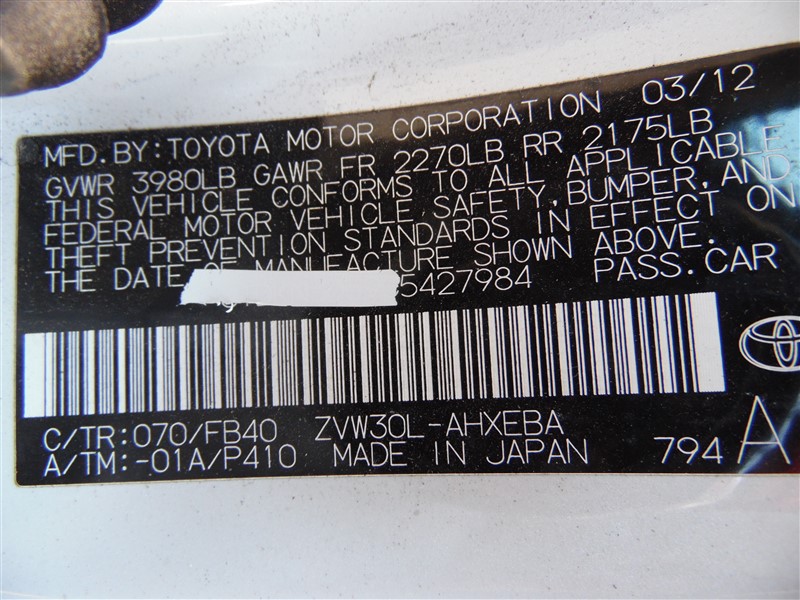 MFD.BY:TOYOTA MOTOR CORPORATION 03/12
GVWR 3980LB GAWR FR 2270LB RR 2175LB
THIS VEHICLE CONFORMS TO ALL APPLICABLE
FEDERAL MOTOR VEHICLE SAFETY, BUMPER, AND
THEFT PREVENTION STANDARDS IN EFFECT ON
THE DATE OF MANUFACTURE SHOWN ABOVE.
5427984 PASS.CAR
C/TR:070/FB40 ZVW30L-AHXEBA
A/TM:-01A/P410 MADE IN JAPAN 794 A